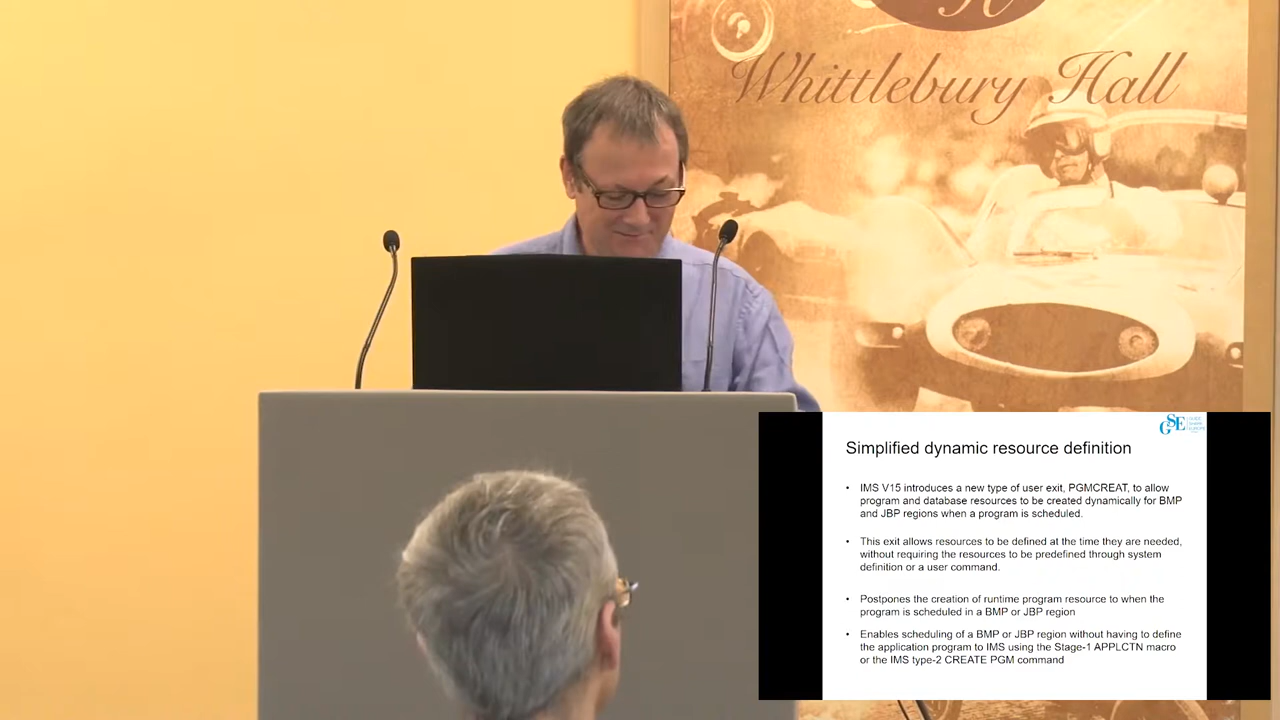 H
Whittlebury Hall
GSE
GUIDE
SHARE
EUROPE
Simplified dynamic resource definition
• IMS V15 introduces a new type of user exit, PGMCREAT, to allow
program and database resources to be created dynamically for BMP
and JBP regions when a program is scheduled.
• This exit allows resources to be defined at the time they are needed,
without requiring the resources to be predefined through system
definition or a user command.
• Postpones the creation of runtime program resource to when the
program is scheduled in a BMP or JBP region
• Enables scheduling of a BMP or JBP region without having to define
the application program to IMS using the Stage-1 APPLCTN macro
or the IMS type-2 CREATE PGM command